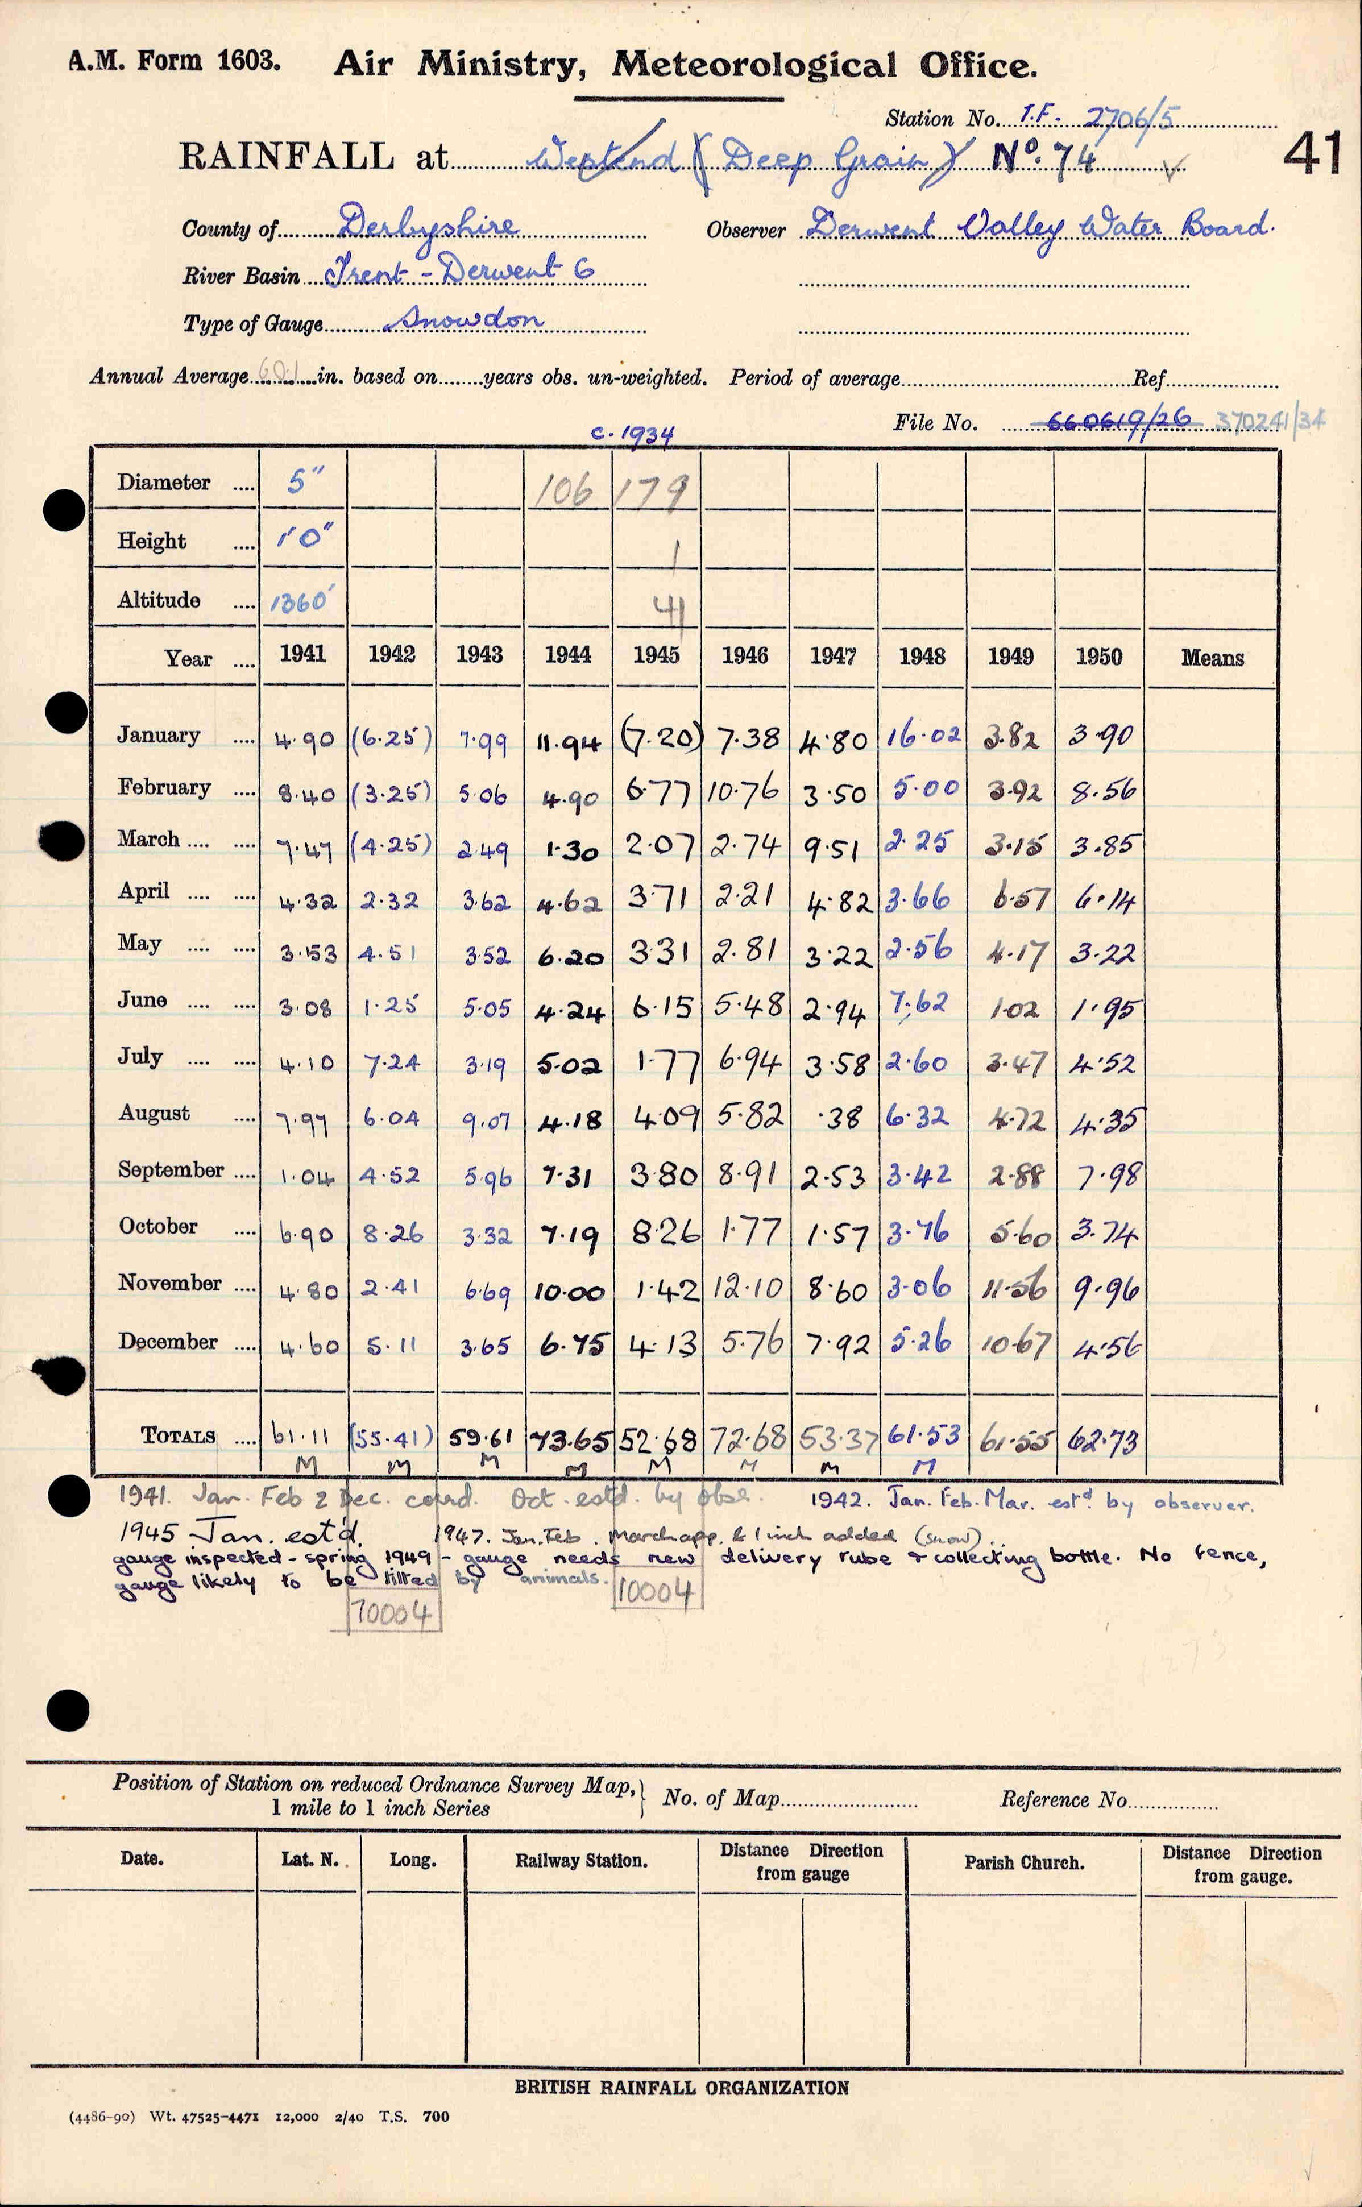 A.M. Form 1603. Air Ministry, Meteorological Office.
Station No. T.F. 2706/5
RAINFALL at Westend (Deep Grain) No. 74 41
County of Derbyshire Observer Derwent Valley Water Board.
River Basin Trent - Derwent 6
Type of Gauge Snowdon
Annual Average 60.1 in. based on years obs. un-weighted. Period of average Ref
File No. 660619/26 370241/34
c. 1934
Diameter 5" 106 179
Height 1'0" 1
Altitude 1360' 41
Year 1941 1942 1943 1944 1945 1946 1947 1948 1949 1950 Means
January 4.90 (6.25) 7.99 11.94 (7.20) 7.38 4.80 16.02 3.82 3.90
February 8.40 (3.25) 5.06 4.90 6.77 10.76 3.50 5.00 3.92 8.56
March 7.47 (4.25) 2.49 1.30 2.07 2.74 9.51 2.25 3.15 3.85
April 4.32 2.32 3.62 4.62 3.71 2.21 4.82 3.66 6.57 6.14
May 3.53 4.51 3.52 6.20 3.31 2.81 3.22 2.56 4.17 3.22
June 3.08 1.25 5.05 4.24 6.15 5.48 2.94 7.62 1.02 1.95
July 4.10 7.24 3.19 5.02 1.77 6.94 3.58 2.60 3.47 4.52
August 7.97 6.04 9.07 4.18 4.09 5.82 .38 6.32 4.72 4.35
September 1.04 4.52 5.96 7.31 3.80 8.91 2.53 3.42 2.88 7.98
October 6.90 8.26 3.32 7.19 8.26 1.77 1.57 3.76 5.60 3.74
November 4.80 2.41 6.69 10.00 1.42 12.10 8.60 3.06 11.56 9.96
December 4.60 5.11 3.65 6.75 4.13 5.76 7.92 5.26 10.67 4.56
TOTALS 61.11 (55.41) 59.61 73.65 52.68 72.68 53.37 61.53 61.55 62.73
M M M M M M M M
1941. Jan. Feb & Dec. cored. Oct. estd. by obsr. 1942. Jan. Feb. Mar. estd by observer.
1945 Jan. est'd. 1947. Jan. Feb. March app. & 1 inch added (snow)..
gauge inspected - spring 1949 - gauge needs new delivery tube & collecting bottle. No fence,
gauge likely to be tilted by animals.
10004
10004
Position of Station on reduced Ordnance Survey Map, No. of Map Reference No.
1 mile to 1 inch Series
Date. Lat. N. Long. Railway Station. Distance Direction from gauge Parish Church. Distance Direction from gauge.
BRITISH RAINFALL ORGANIZATION
(4486-90) Wt. 47525-4471 12,000 2/40 T.S. 700